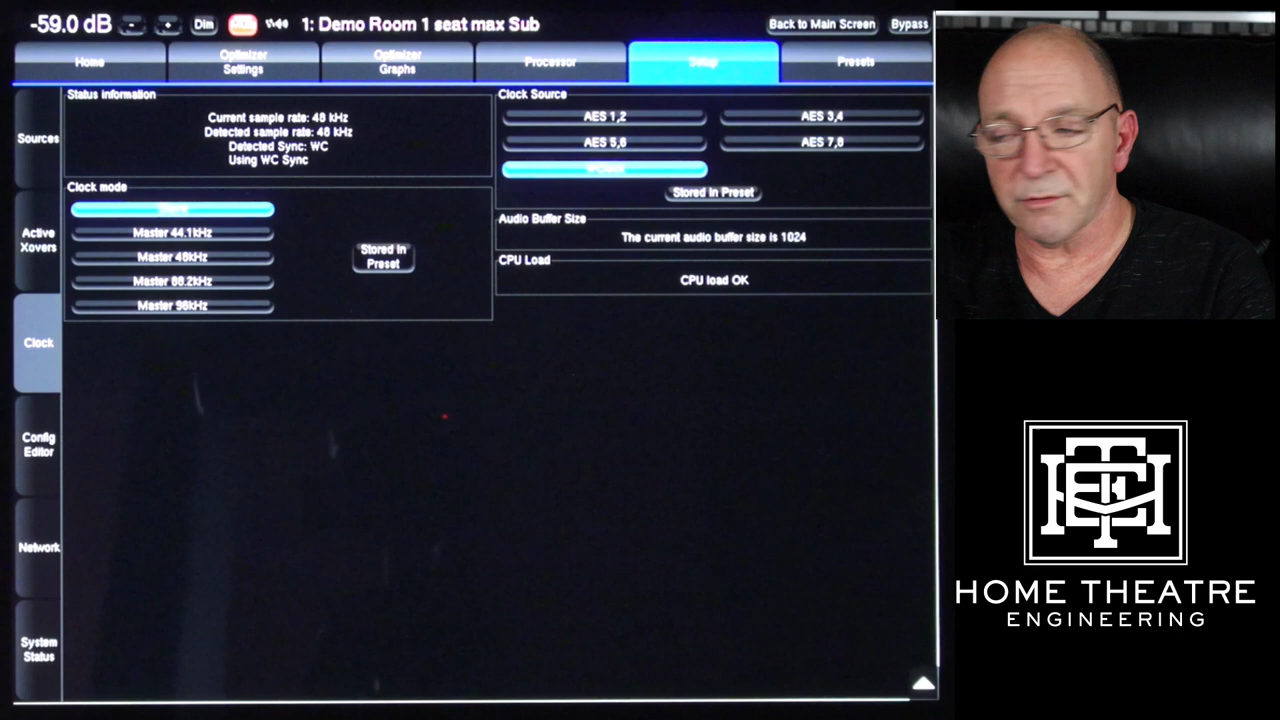 -59.0 dB - + Dim 1: Demo Room 1 seat max Sub Back to Main Screen Bypass
Home
Optimizer
Settings
Optimizer
Graphs
Processor
Setup
Presets
Sources
Active
Xovers
Clock
Config
Editor
Network
System
Status
Status information
Current sample rate: 48 kHz
Detected sample rate: 48 kHz
Detected Sync: WC
Using WC Sync
Clock mode
Master 44.1kHz
Master 48kHz
Master 88.2kHz
Master 96kHz
Stored in
Preset
Clock Source
AES 1,2
AES 3,4
AES 5,6
AES 7,8
Stored in Preset
Audio Buffer Size
The current audio buffer size is 1024
CPU Load
CPU load OK
HTE
HOME THEATRE
ENGINEERING